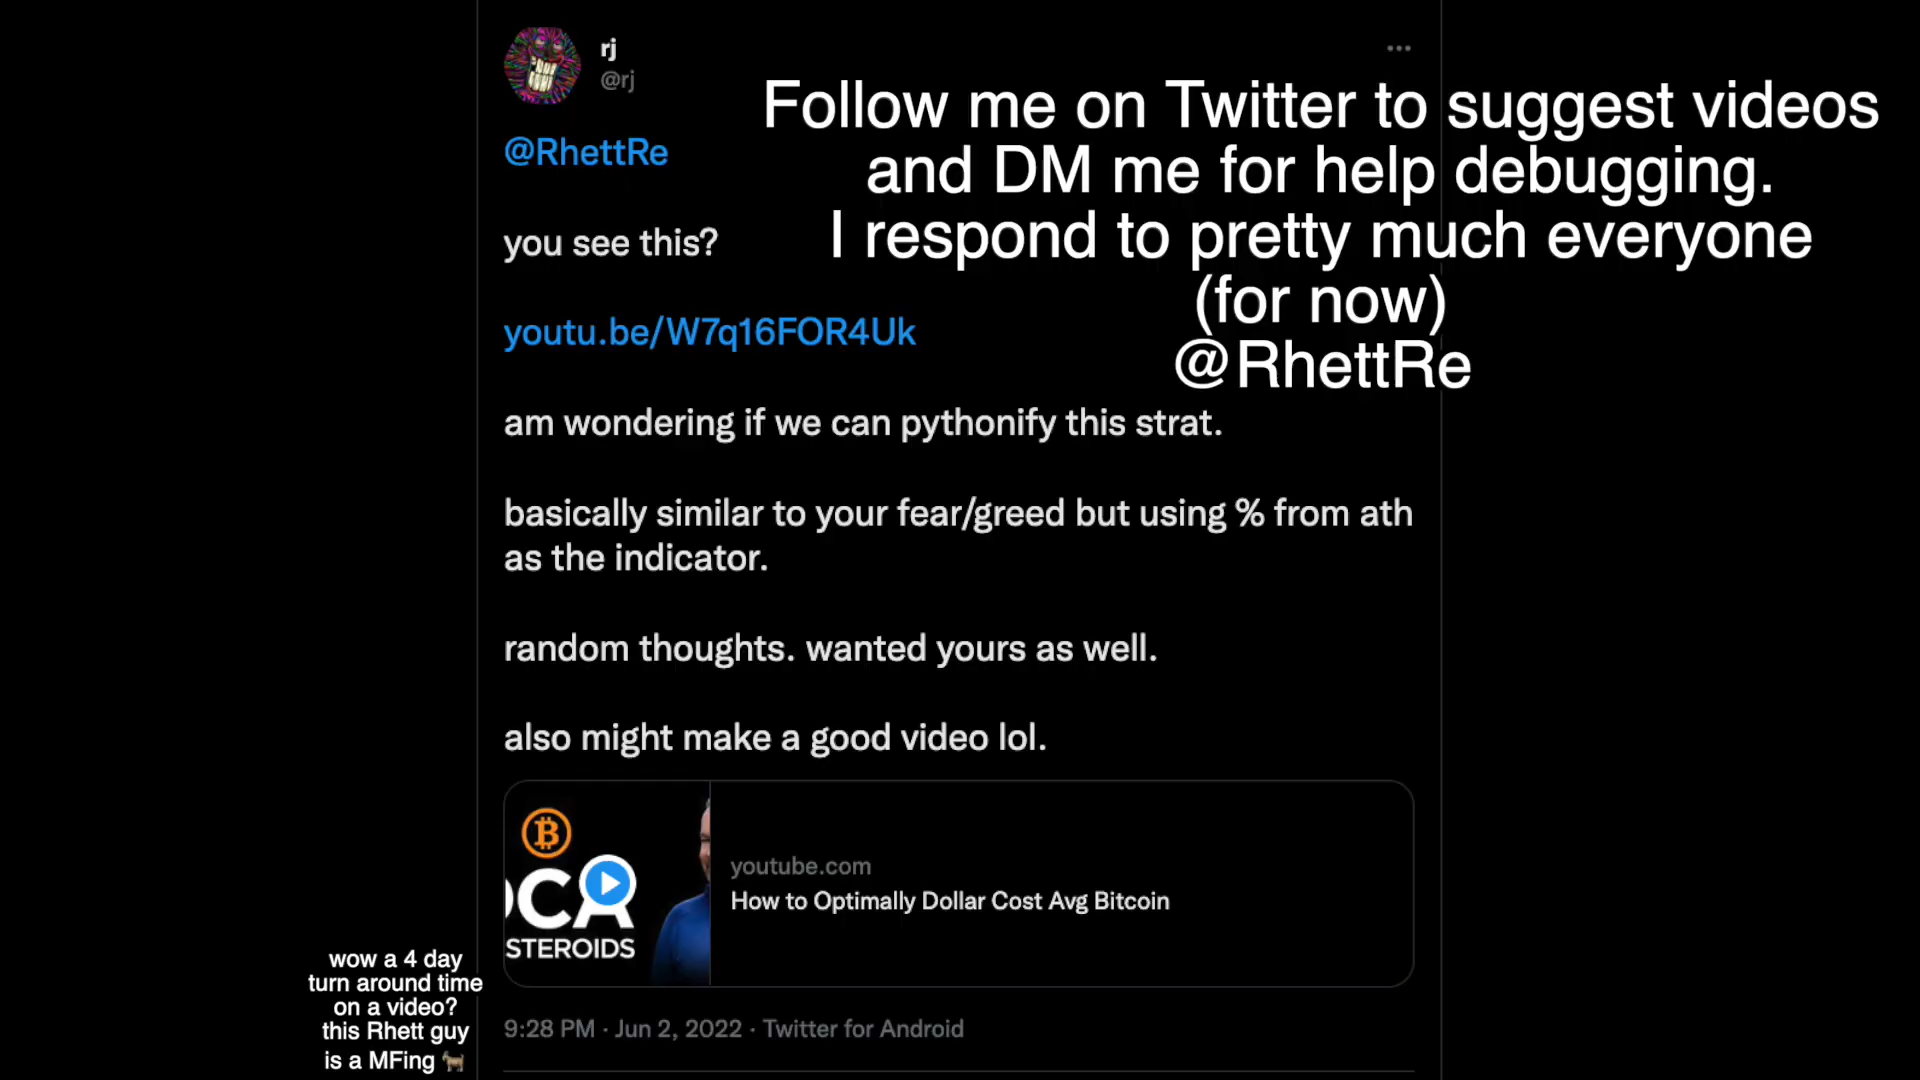 rj
@rj
...
Follow me on Twitter to suggest videos
and DM me for help debugging.
I respond to pretty much everyone
(for now)
@RhettRe
@RhettRe
you see this?
youtu.be/W7q16FOR4Uk
am wondering if we can pythonify this strat.
basically similar to your fear/greed but using % from ath
as the indicator.
random thoughts. wanted yours as well.
also might make a good video lol.
OCA
STEROIDS
youtube.com
How to Optimally Dollar Cost Avg Bitcoin
wow a 4 day
turn around time
on a video?
this Rhett guy
is a MFing 🐐
9:28 PM · Jun 2, 2022 · Twitter for Android